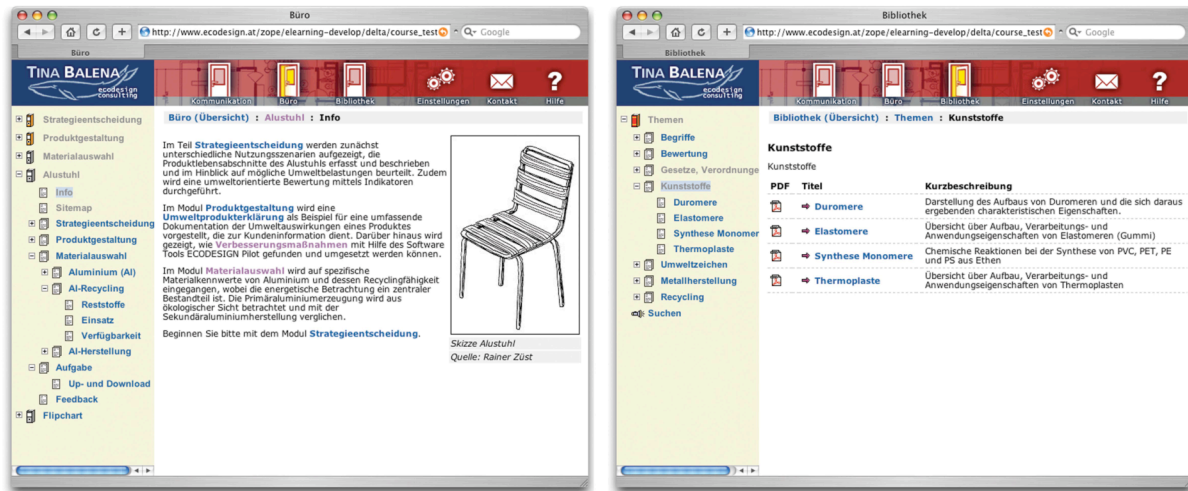 Büro
http://www.ecodesign.at/zope/elearning-develop/delta/course_test
Google
Büro
TINA BALENA
ecodesign
consulting
Kommunikation
Büro
Bibliothek
Einstellungen
Kontakt
Hilfe
Strategieentscheidung
Produktgestaltung
Materialauswahl
Alustuhl
Info
Sitemap
Strategieentscheidung
Produktgestaltung
Materialauswahl
Aluminium (Al)
Al-Recycling
Reststoffe
Einsatz
Verfügbarkeit
Al-Herstellung
Aufgabe
Up- und Download
Feedback
Flipchart
Büro (Übersicht) : Alustuhl : Info
Im Teil Strategieentscheidung werden zunächst
unterschiedliche Nutzungsszenarien aufgezeigt, die
Produktlebensabschnitte des Alustuhls erfasst und beschrieben
und im Hinblick auf mögliche Umweltbelastungen beurteilt. Zudem
wird eine umweltorientierte Bewertung mittels Indikatoren
durchgeführt.
Im Modul Produktgestaltung wird eine
Umweltprodukterklärung als Beispiel für eine umfassende
Dokumentation der Umweltauswirkungen eines Produktes
vorgestellt, die zur Kundeninformation dient. Darüber hinaus wird
gezeigt, wie Verbesserungsmaßnahmen mit Hilfe des Software
Tools ECODESIGN Pilot gefunden und umgesetzt werden können.
Im Modul Materialauswahl wird auf spezifische
Materialkennwerte von Aluminium und dessen Recyclingfähigkeit
eingegangen, wobei die energetische Betrachtung ein zentraler
Bestandteil ist. Die Primäraluminiumerzeugung wird aus
ökologischer Sicht betrachtet und mit der
Sekundäraluminiumherstellung verglichen.
Beginnen Sie bitte mit dem Modul Strategieentscheidung.
Skizze Alustuhl
Quelle: Rainer Züst
Bibliothek
http://www.ecodesign.at/zope/elearning-develop/delta/course_test
Google
Bibliothek
TINA BALENA
ecodesign
consulting
Kommunikation
Büro
Bibliothek
Einstellungen
Kontakt
Hilfe
Themen
Begriffe
Bewertung
Gesetze, Verordnunge
Kunststoffe
Duromere
Elastomere
Synthese Monomer
Thermoplaste
Umweltzeichen
Metallherstellung
Recycling
Suchen
Bibliothek (Übersicht) : Themen : Kunststoffe
Kunststoffe
Kunststoffe
PDF Titel Kurzbeschreibung
Duromere Darstellung des Aufbaus von Duromeren und die sich daraus
ergebenden charakteristischen Eigenschaften.
Elastomere Übersicht über Aufbau, Verarbeitungs- und
Anwendungseigenschaften von Elastomeren (Gummi)
Synthese Monomere Chemische Reaktionen bei der Synthese von PVC, PET, PE
und PS aus Ethen
Thermoplaste Übersicht über Aufbau, Verarbeitungs- und
Anwendungseigenschaften von Thermoplasten